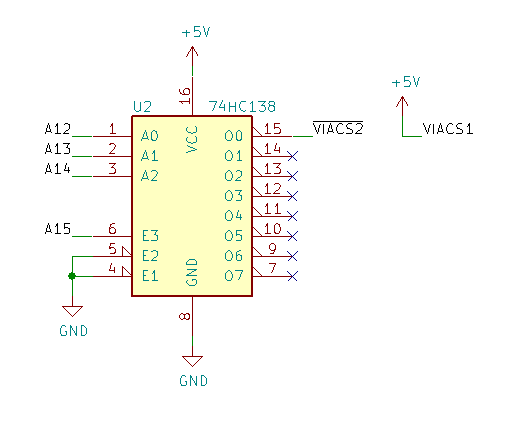 +5V
+5V
16
U2 74HC138
A12 1 A0 VCC O0 15 VIACS2 VIACS1
A13 2 A1 O1 14
A14 3 A2 O2 13
O3 12
O4 11
A15 6 E3 O5 10
5 E2 O6 9
4 E1 GND O7 7
8
GND
GND